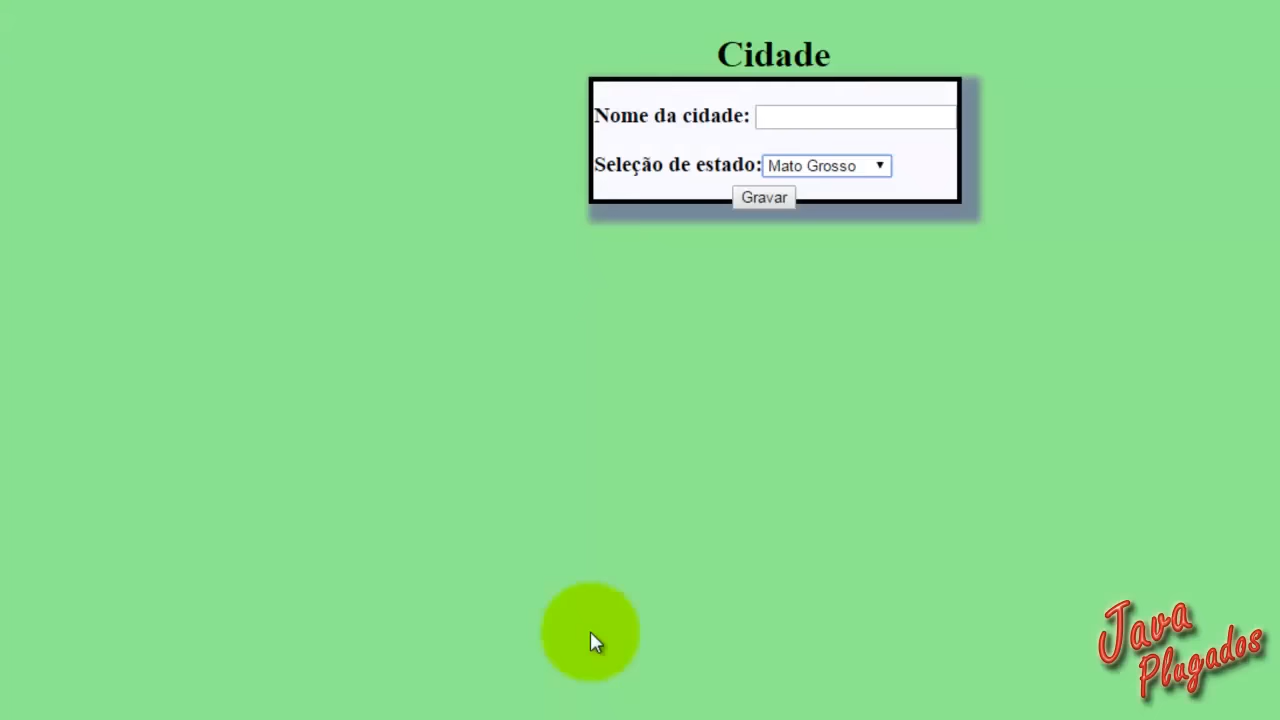 Cidade
Nome da cidade:
Seleção de estado: Mato Grosso
Gravar
Java
Plugados